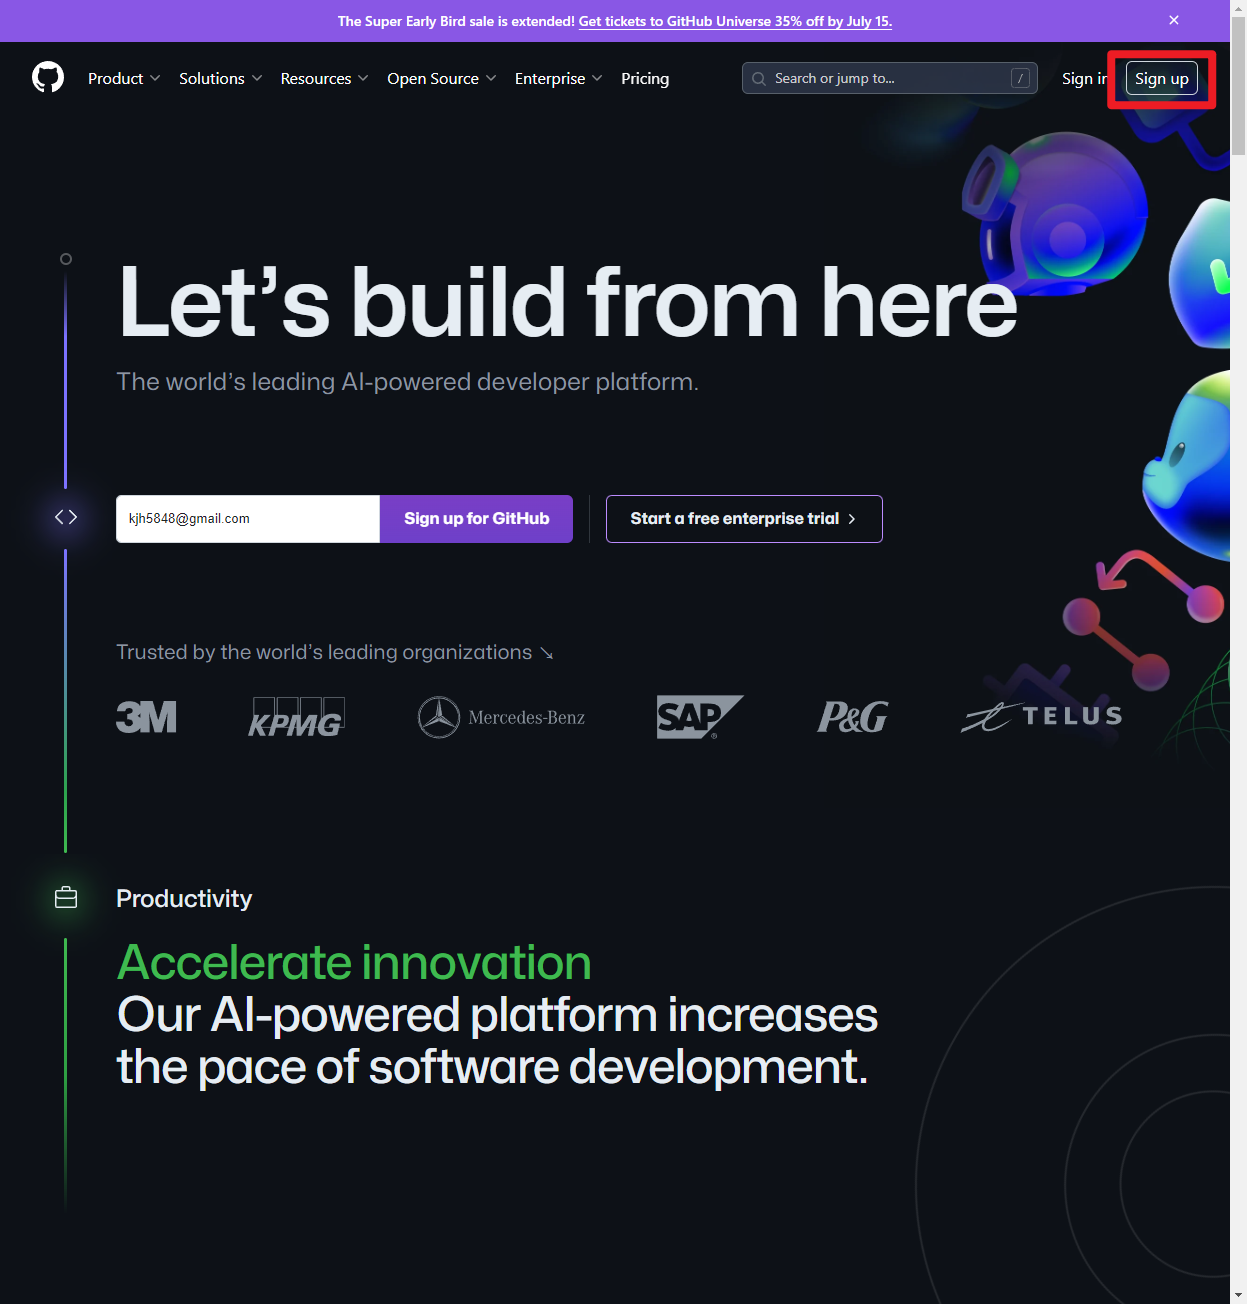 The Super Early Bird sale is extended! Get tickets to GitHub Universe 35% off by July 15.
Product Solutions Resources Open Source Enterprise Pricing Search or jump to... / Sign in Sign up
Let’s build from here
The world’s leading AI-powered developer platform.
kjh5848@gmail.com Sign up for GitHub Start a free enterprise trial
Trusted by the world’s leading organizations
3M KPMG Mercedes-Benz SAP P&G TELUS
Productivity
Accelerate innovation
Our AI-powered platform increases
the pace of software development.